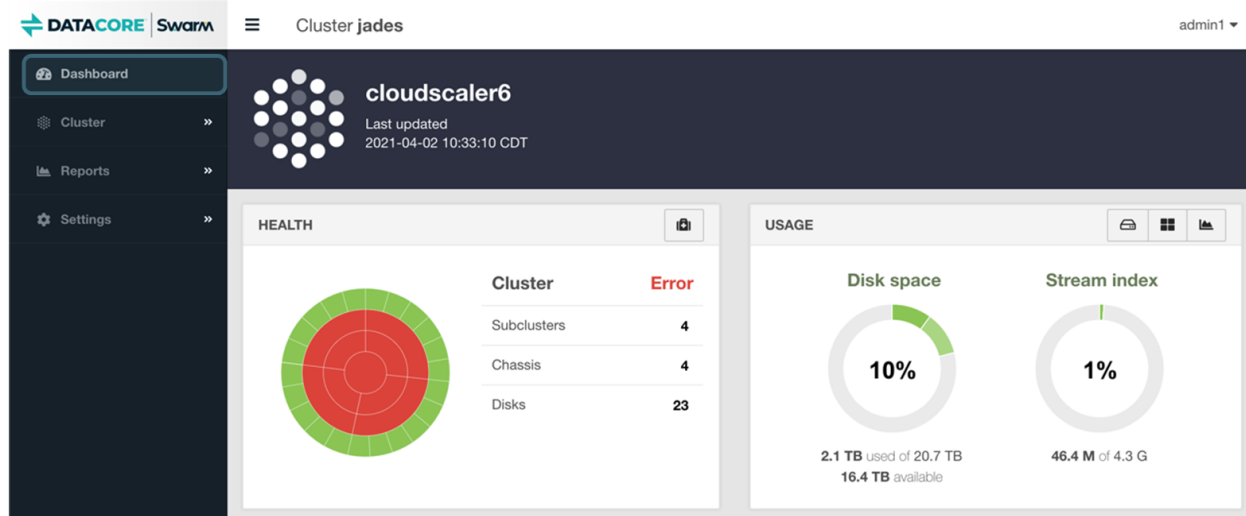 DATACORE Swarm
Cluster jades
admin1
Dashboard
Cluster
Reports
Settings
cloudscaler6
Last updated
2021-04-02 10:33:10 CDT
HEALTH
Cluster Error
Subclusters 4
Chassis 4
Disks 23
USAGE
Disk space
10%
2.1 TB used of 20.7 TB
16.4 TB available
Stream index
1%
46.4 M of 4.3 G